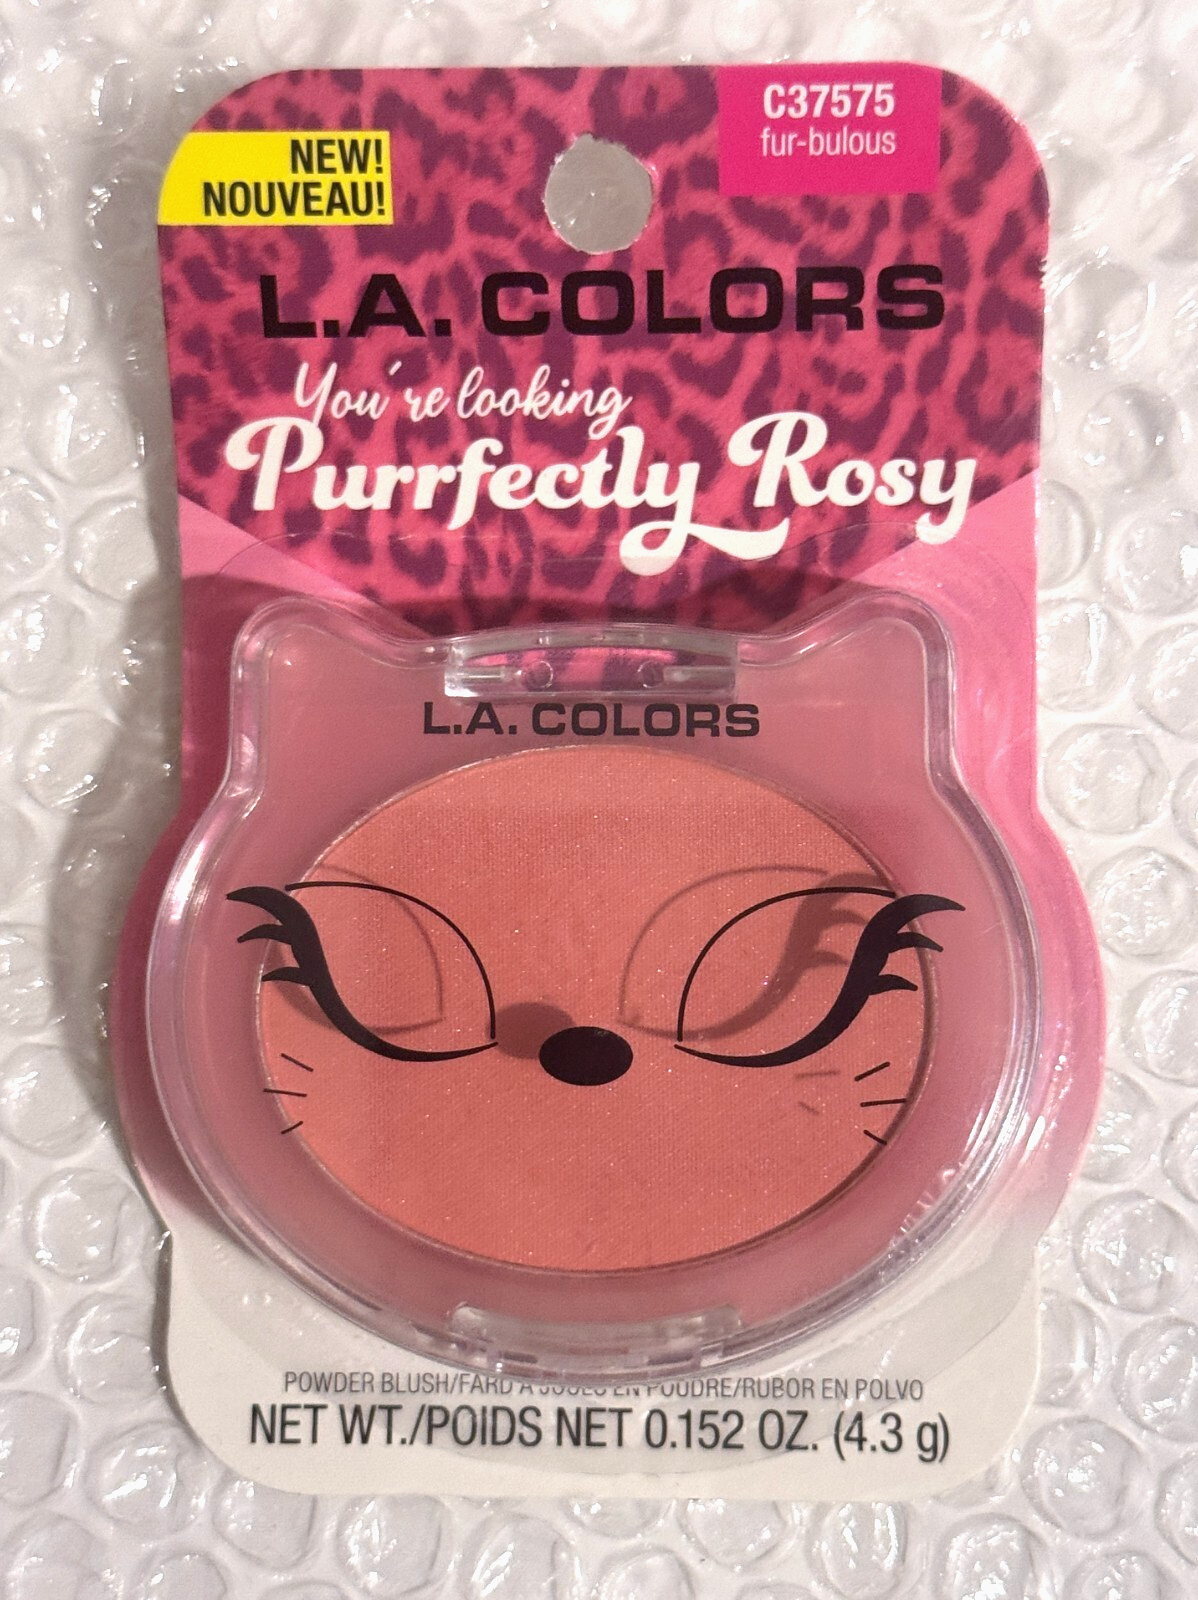 C37575
fur-bulous
NEW!
NOUVEAU!
L.A. COLORS
You're looking
Purrfectly Rosy
L.A. COLORS
POWDER BLUSH/FARD À JOUES EN POUDRE/RUBOR EN POLVO
NET WT./POIDS NET 0.152 OZ. (4.3 g)